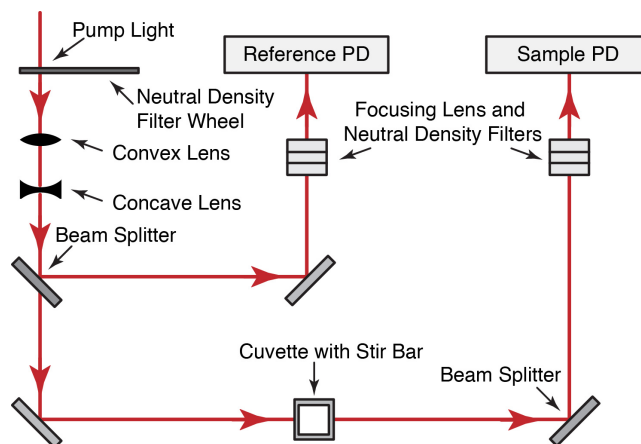 Pump Light
Reference PD
Sample PD
Neutral Density
Filter Wheel
Focusing Lens and
Neutral Density Filters
Convex Lens
Concave Lens
Beam Splitter
Cuvette with Stir Bar
Beam Splitter